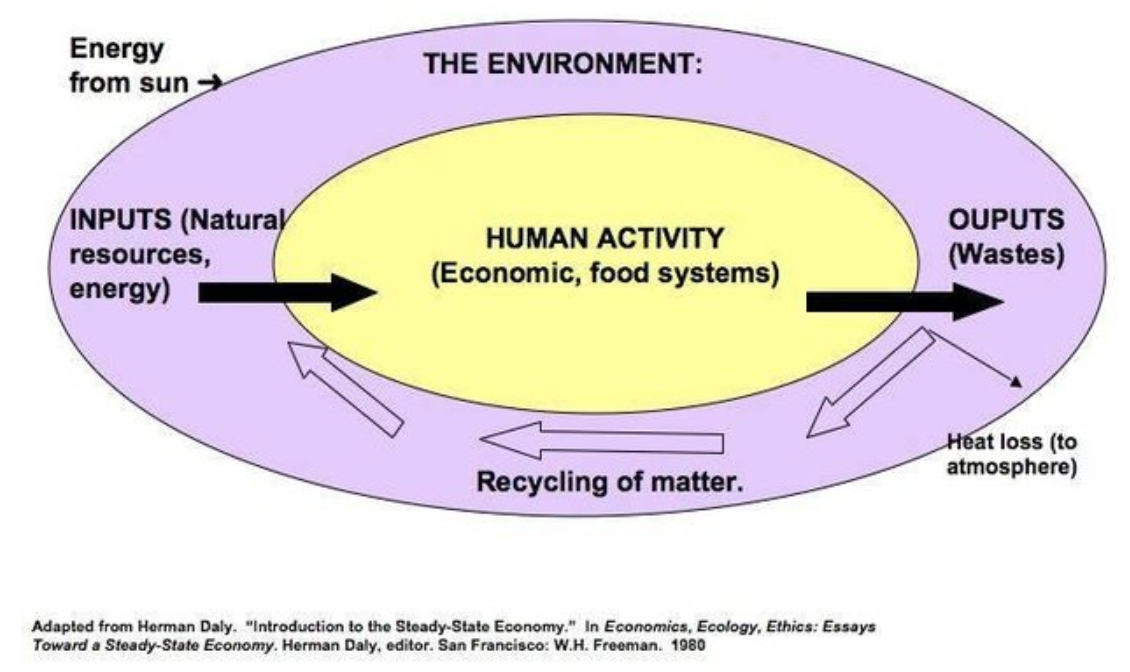 Energy
from sun →
THE ENVIRONMENT:
INPUTS (Natural
resources,
energy)
HUMAN ACTIVITY
(Economic, food systems)
OUPUTS
(Wastes)
Heat loss (to
atmosphere)
Recycling of matter.
Adapted from Herman Daly. "Introduction to the Steady-State Economy." In Economics, Ecology, Ethics: Essays
Toward a Steady-State Economy. Herman Daly, editor. San Francisco: W.H. Freeman. 1980